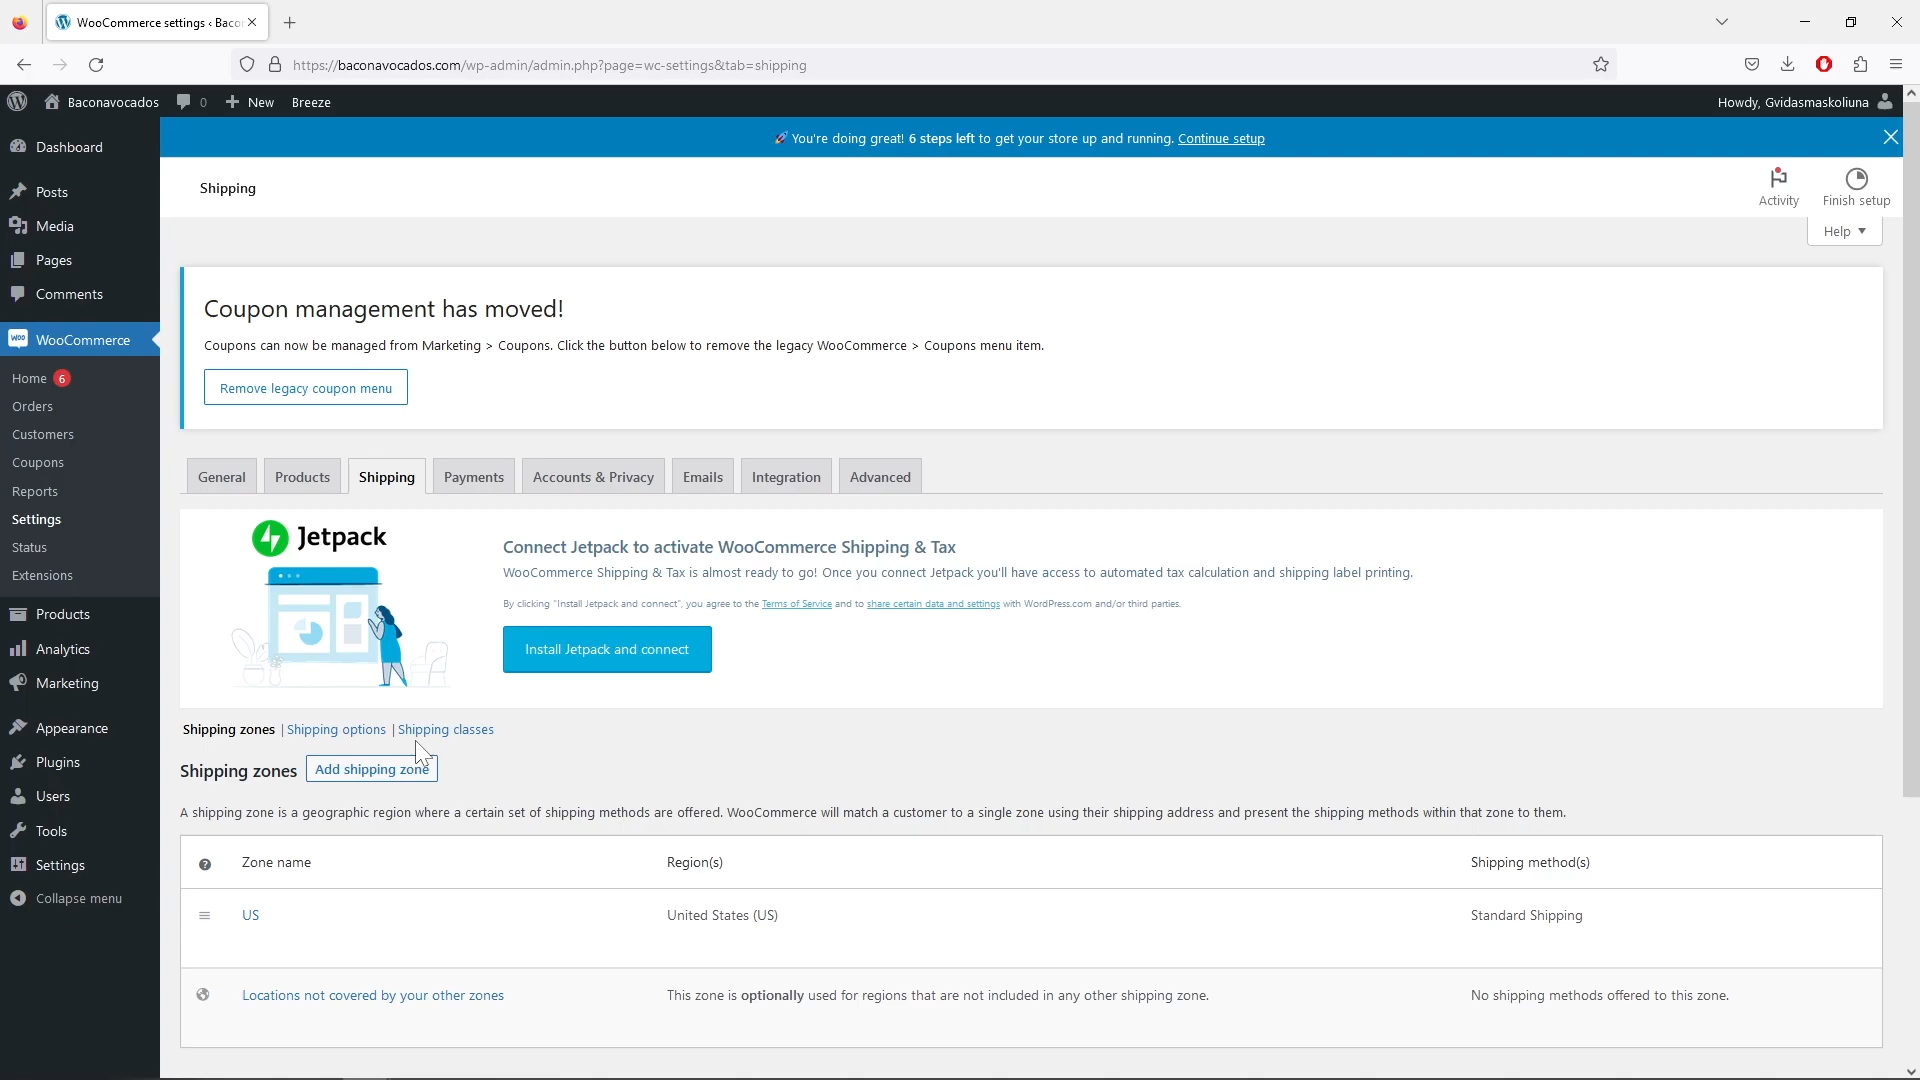 WooCommerce settings ‹ Bacon
https://baconavocados.com/wp-admin/admin.php?page=wc-settings&tab=shipping
Baconavocados
0
New
Breeze
Howdy, Gvidasmaskoliuna
Dashboard
Posts
Media
Pages
Comments
WooCommerce
Home 6
Orders
Customers
Coupons
Reports
Settings
Status
Extensions
Products
Analytics
Marketing
Appearance
Plugins
Users
Tools
Settings
Collapse menu
🚀 You're doing great! 6 steps left to get your store up and running. Continue setup
Shipping
Activity
Finish setup
Help
Coupon management has moved!
Coupons can now be managed from Marketing > Coupons. Click the button below to remove the legacy WooCommerce > Coupons menu item.
Remove legacy coupon menu
General
Products
Shipping
Payments
Accounts & Privacy
Emails
Integration
Advanced
Jetpack
Connect Jetpack to activate WooCommerce Shipping & Tax
WooCommerce Shipping & Tax is almost ready to go! Once you connect Jetpack you'll have access to automated tax calculation and shipping label printing.
By clicking "Install Jetpack and connect", you agree to the Terms of Service and to share certain data and settings with WordPress.com and/or third parties.
Install Jetpack and connect
Shipping zones | Shipping options | Shipping classes
Shipping zones
Add shipping zone
A shipping zone is a geographic region where a certain set of shipping methods are offered. WooCommerce will match a customer to a single zone using their shipping address and present the shipping methods within that zone to them.
Zone name
Region(s)
Shipping method(s)
US
United States (US)
Standard Shipping
Locations not covered by your other zones
This zone is optionally used for regions that are not included in any other shipping zone.
No shipping methods offered to this zone.